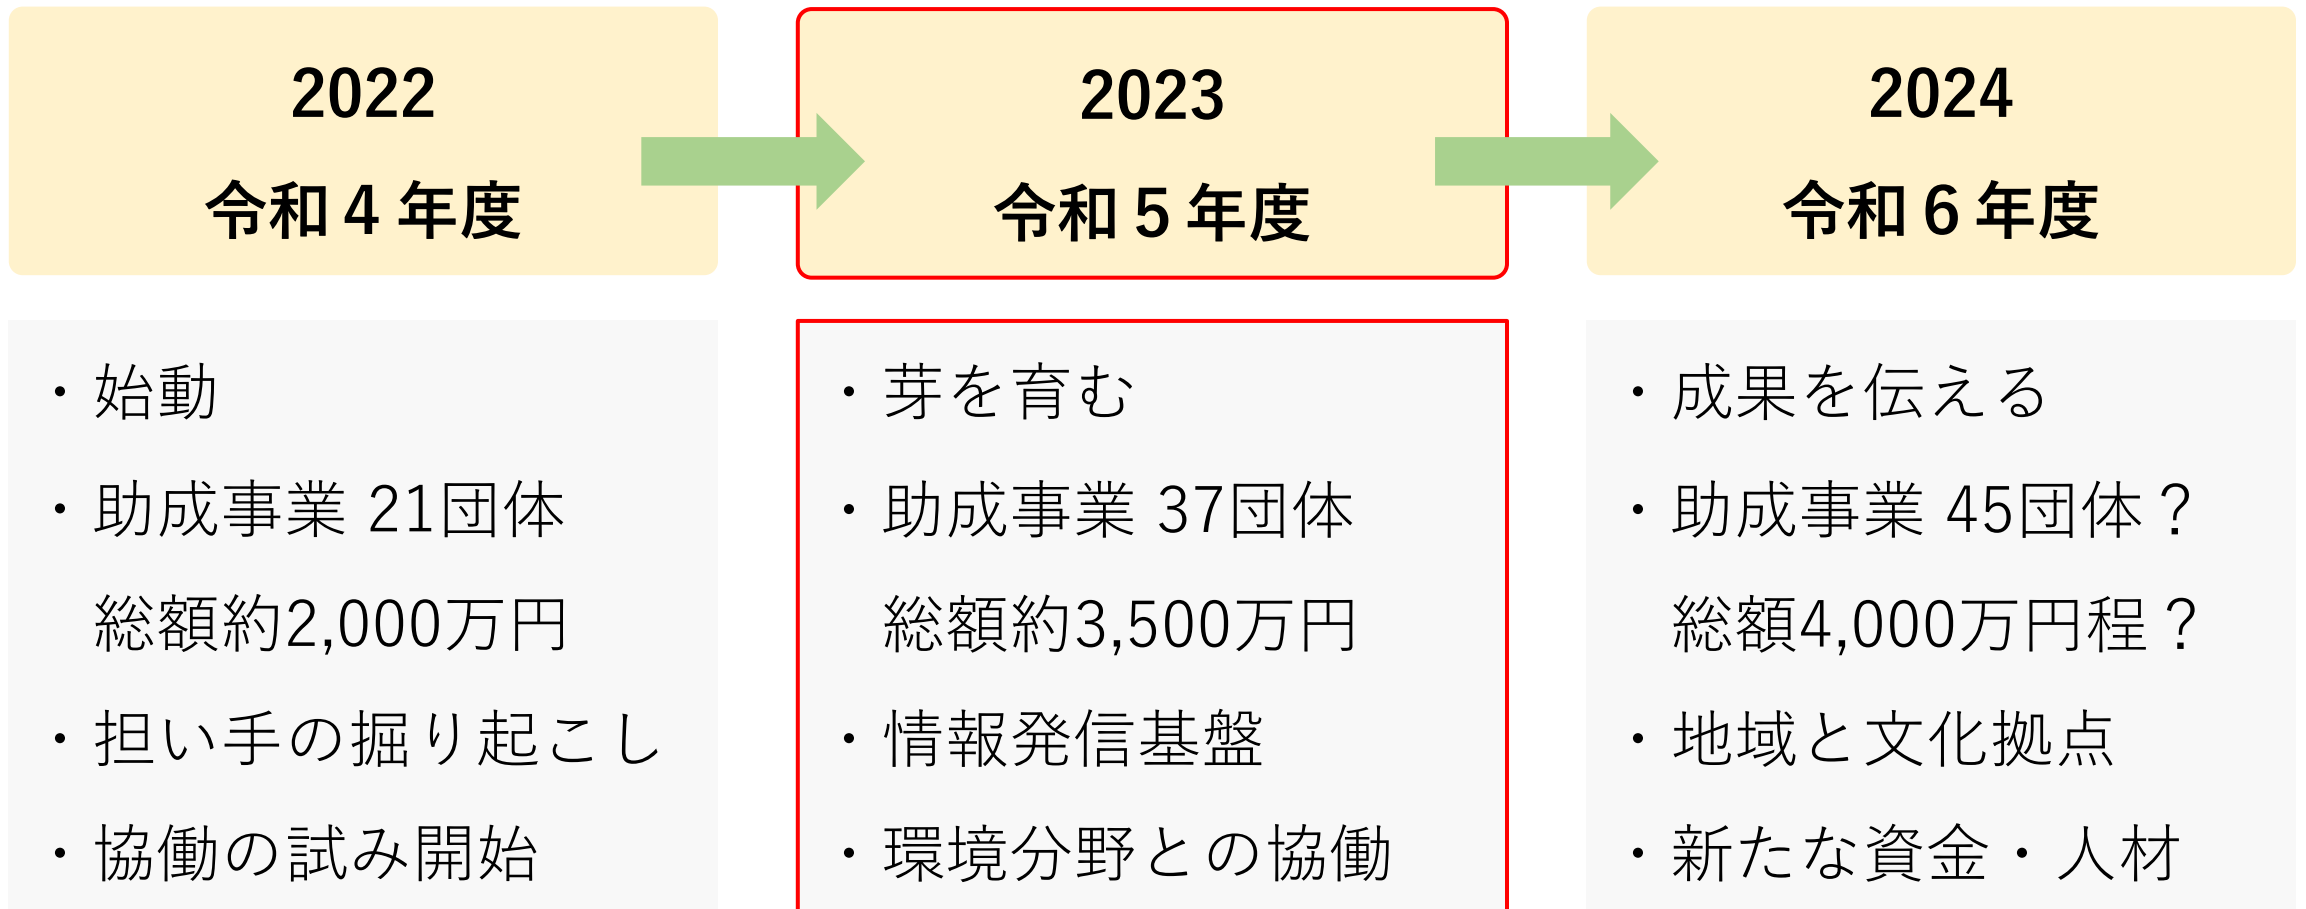 2022
令和４年度
・始動
・助成事業 21団体
総額約2,000万円
・担い手の掘り起こし
・協働の試み開始
2023
令和５年度
・芽を育む
・助成事業 37団体
総額約3,500万円
・情報発信基盤
・環境分野との協働
2024
令和６年度
・成果を伝える
・助成事業 45団体？
総額4,000万円程？
・地域と文化拠点
・新たな資金・人材